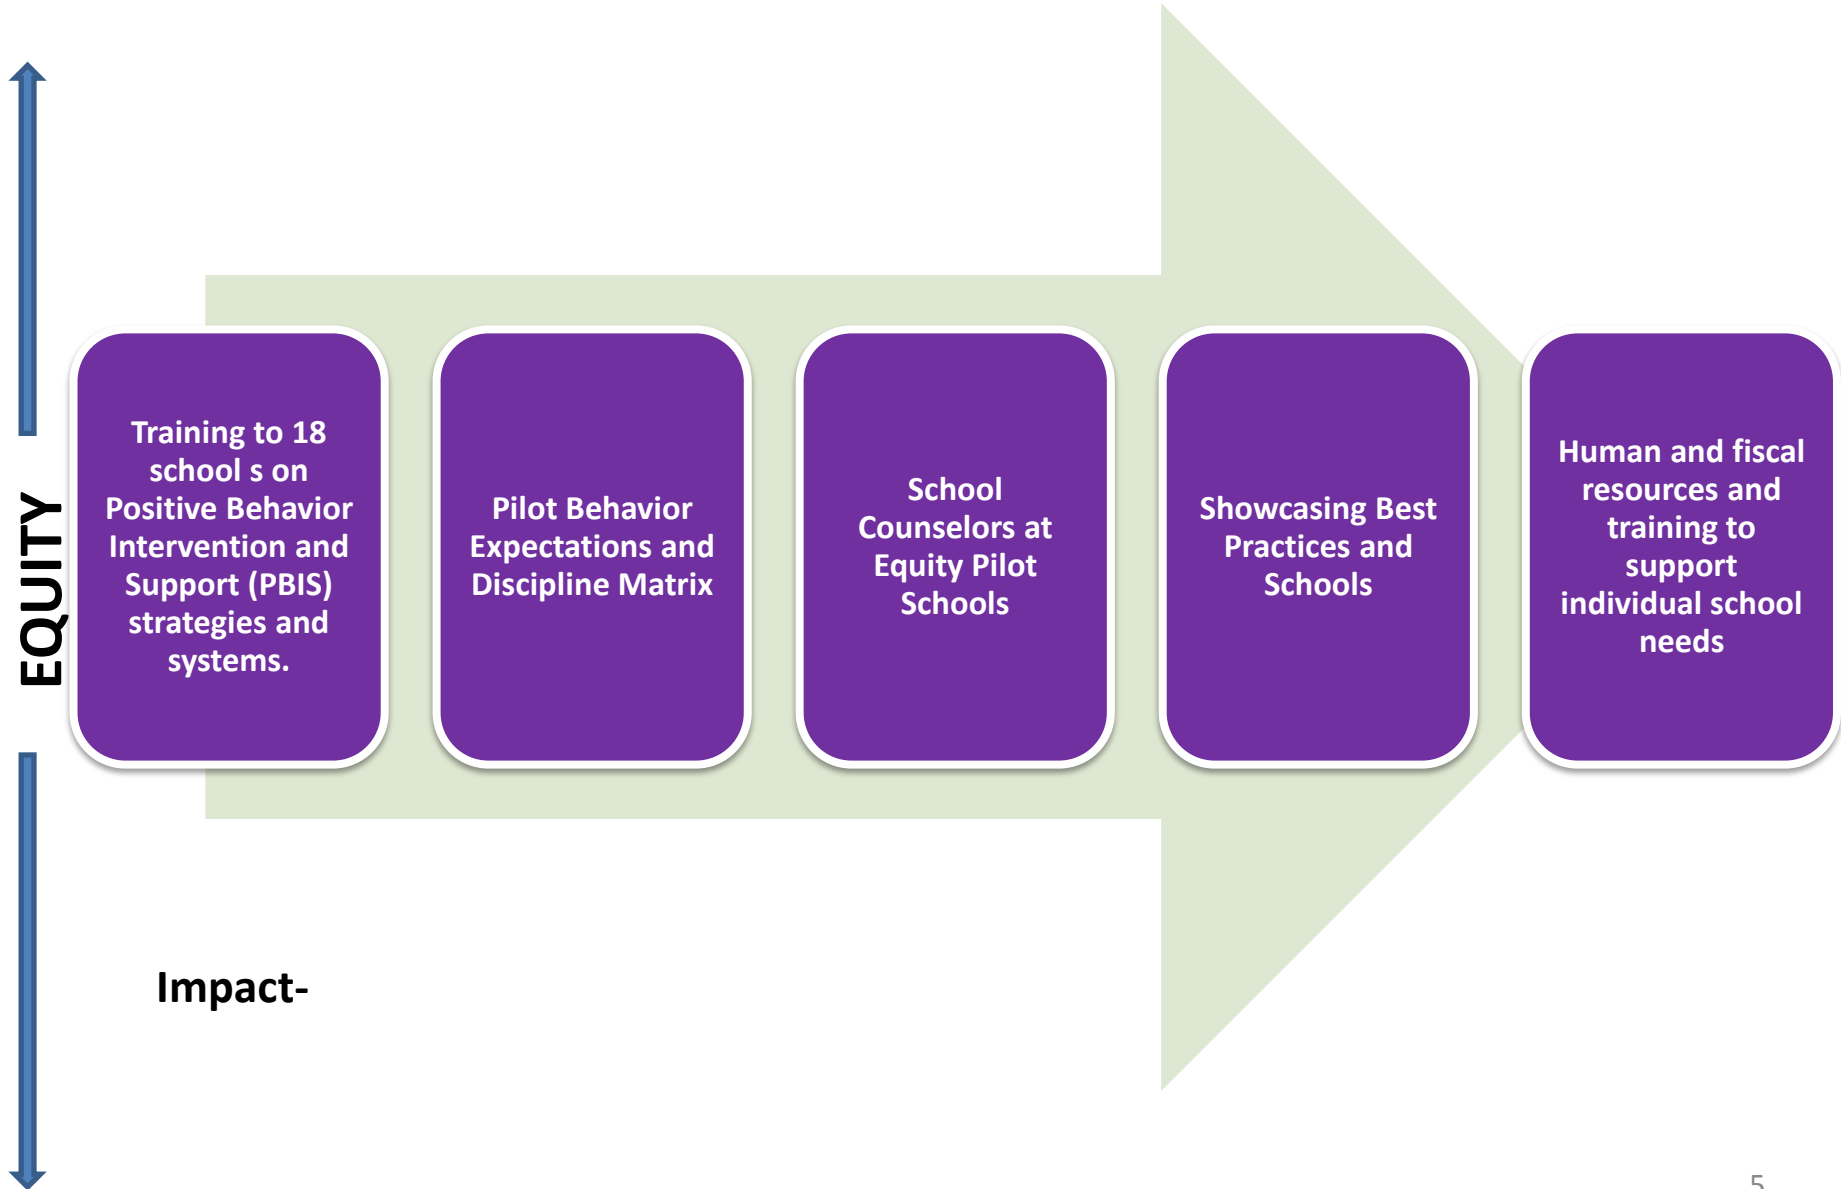 EQUITY
Training to 18
school s on
Positive Behavior
Intervention and
Support (PBIS)
strategies and
systems.
Pilot Behavior
Expectations and
Discipline Matrix
School
Counselors at
Equity Pilot
Schools
Showcasing Best
Practices and
Schools
Human and fiscal
resources and
training to
support
individual school
needs
Impact-
5